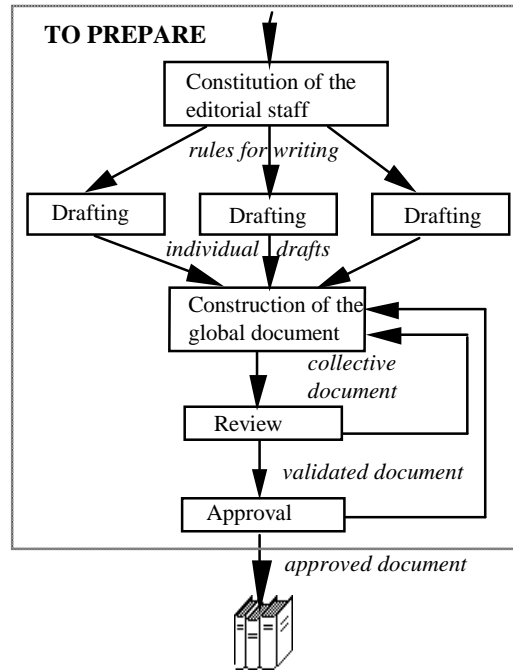 TO PREPARE
Constitution of the
editorial staff
rules for writing
Drafting
Drafting
Drafting
individual drafts
Construction of the
global document
collective
document
Review
validated document
Approval
approved document